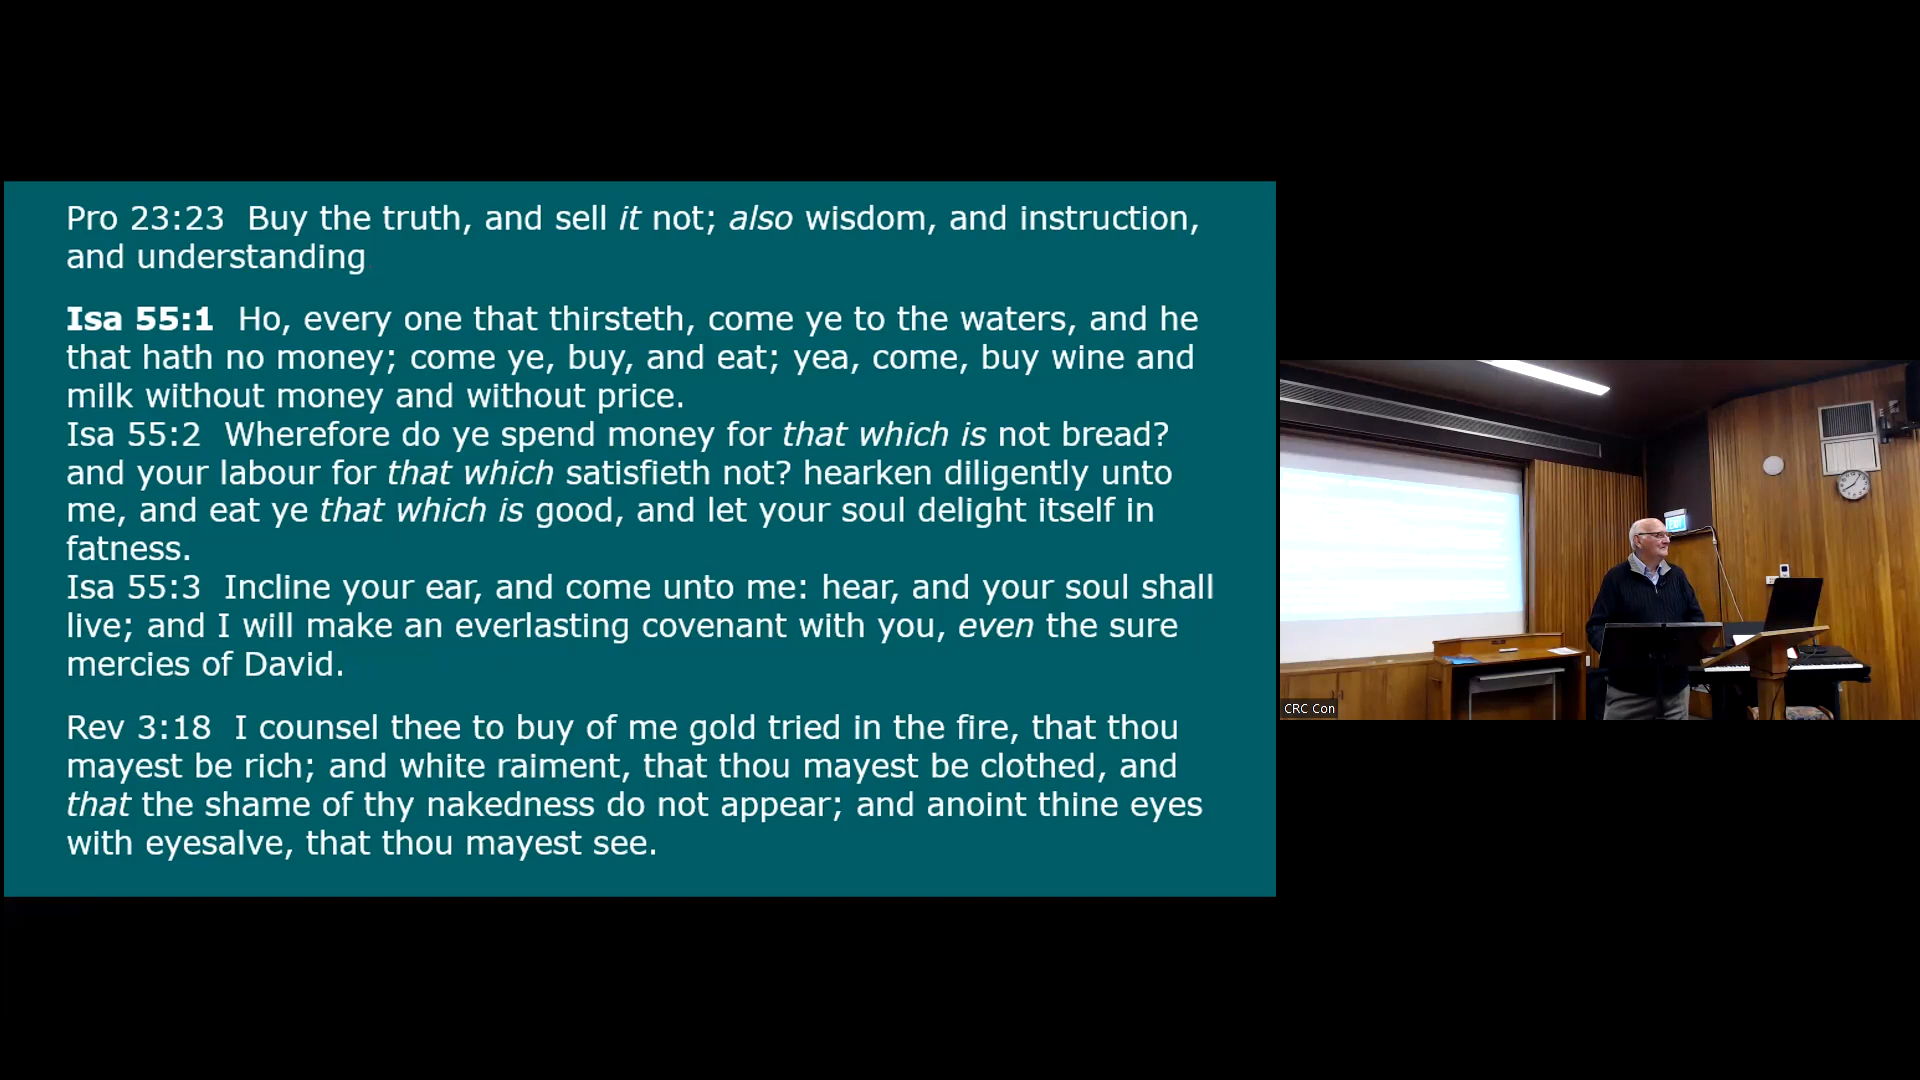 Pro 23:23  Buy the truth, and sell it not; also wisdom, and instruction,
and understanding
Isa 55:1  Ho, every one that thirsteth, come ye to the waters, and he
that hath no money; come ye, buy, and eat; yea, come, buy wine and
milk without money and without price.
Isa 55:2  Wherefore do ye spend money for that which is not bread?
and your labour for that which satisfieth not? hearken diligently unto
me, and eat ye that which is good, and let your soul delight itself in
fatness.
Isa 55:3  Incline your ear, and come unto me: hear, and your soul shall
live; and I will make an everlasting covenant with you, even the sure
mercies of David.
Rev 3:18  I counsel thee to buy of me gold tried in the fire, that thou
mayest be rich; and white raiment, that thou mayest be clothed, and
that the shame of thy nakedness do not appear; and anoint thine eyes
with eyesalve, that thou mayest see.
EXIT
CRC Con